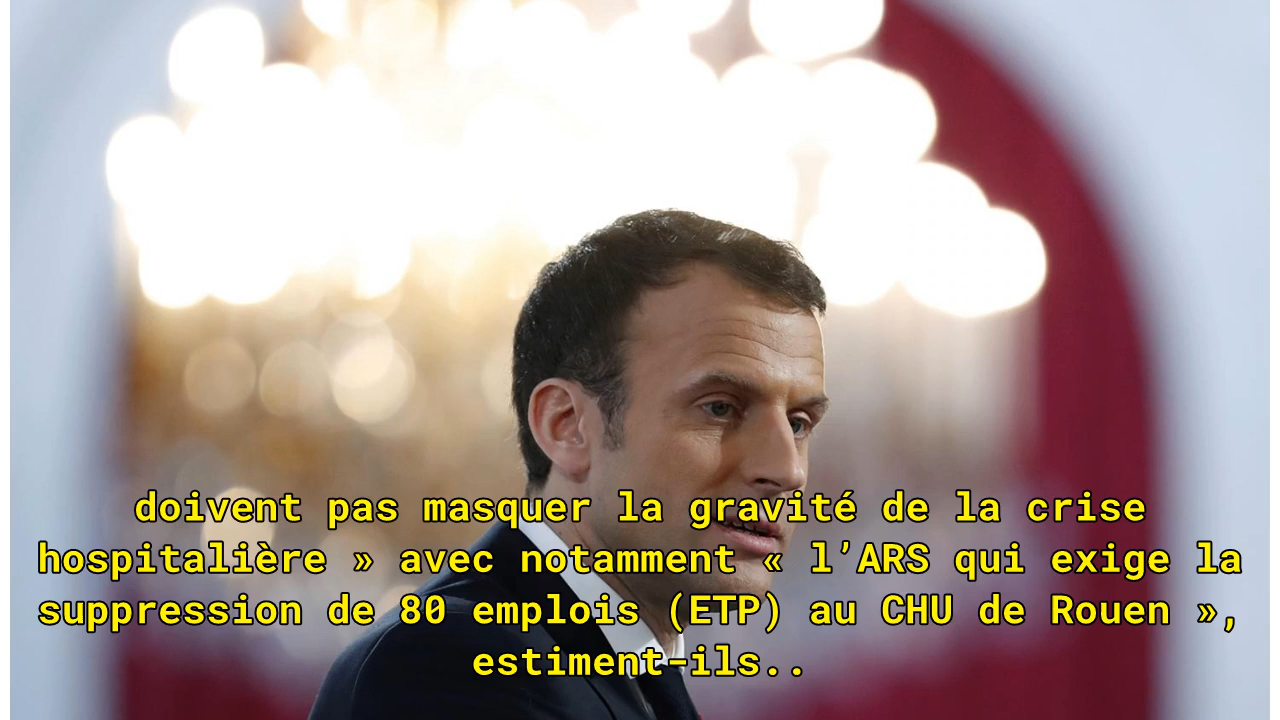 doivent pas masquer la gravité de la crise
hospitalière » avec notamment « l’ARS qui exige la
suppression de 80 emplois (ETP) au CHU de Rouen »,
estiment-ils..